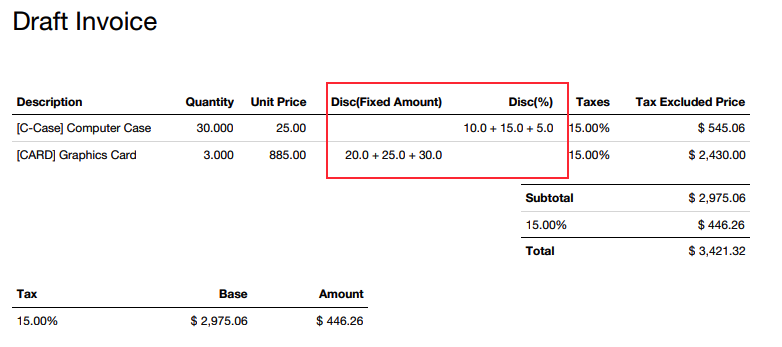 Draft Invoice
Description Quantity Unit Price Disc(Fixed Amount) Disc(%) Taxes Tax Excluded Price
[C-Case] Computer Case 30.000 25.00 10.0 + 15.0 + 5.0 15.00% $ 545.06
[CARD] Graphics Card 3.000 885.00 20.0 + 25.0 + 30.0 15.00% $ 2,430.00
Subtotal $ 2,975.06
15.00% $ 446.26
Total $ 3,421.32
Tax Base Amount
15.00% $ 2,975.06 $ 446.26